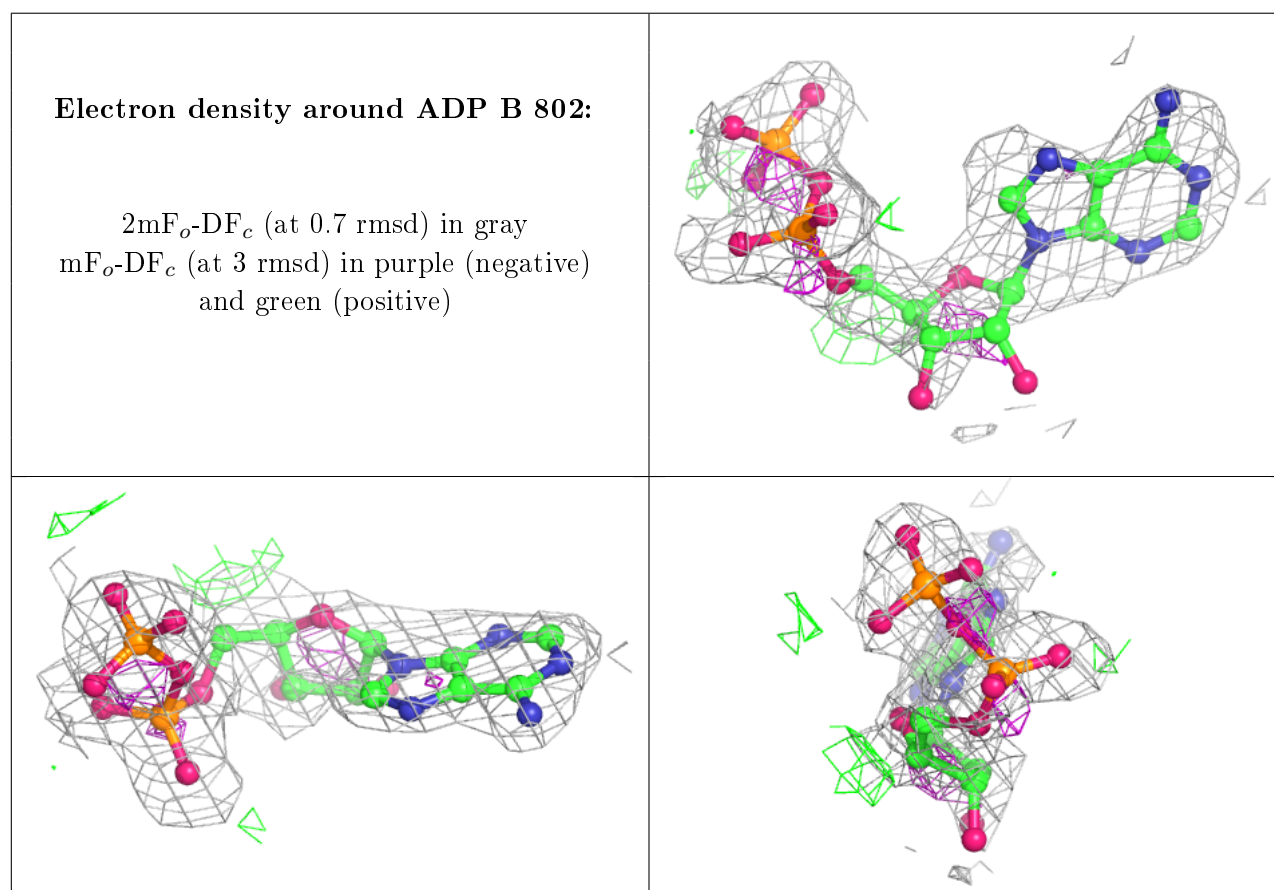 Electron density around ADP B 802:
2mFo-DFc (at 0.7 rmsd) in gray
mFo-DFc (at 3 rmsd) in purple (negative)
and green (positive)